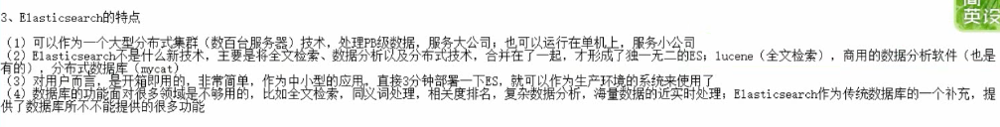 简
英设
3、Elasticsearch的特点
（1）可以作为一个大型分布式集群（数百台服务器）技术，处理PB级数据，服务大公司；也可以运行在单机上，服务小公司
（2）Elasticsearch不是什么新技术，主要是将全文检索、数据分析以及分布式技术，合并在了一起，才形成了独一无二的ES；lucene（全文检索），商用的数据分析软件（也是
有的），分布式数据库（mycat）
（3）对用户而言，是开箱即用的，非常简单，作为中小型的应用，直接3分钟部署一下ES，就可以作为生产环境的系统来使用了
（4）数据库的功能面对很多领域是不够用的，比如全文检索，同义词处理，相关度排名，复杂数据分析，海量数据的近实时处理；Elasticsearch作为传统数据库的一个补充，提
供了数据库所不不能提供的很多功能